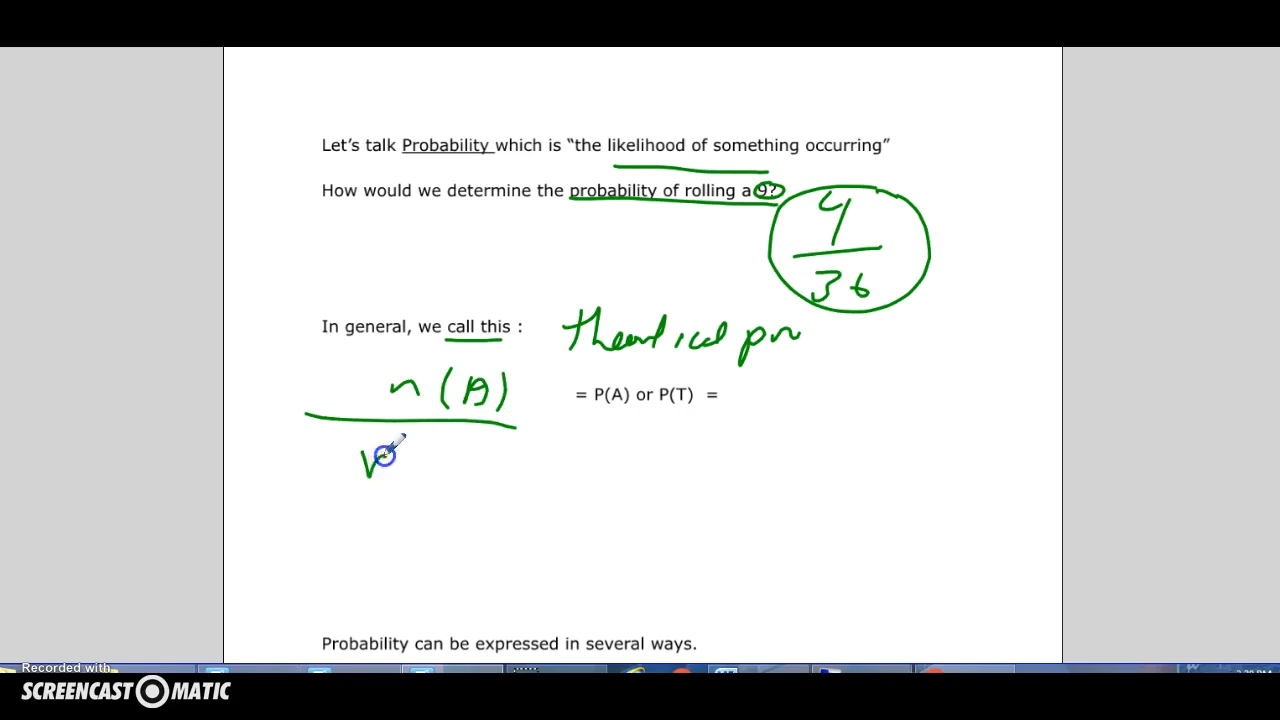 Let's talk Probability which is “the likelihood of something occurring”
How would we determine the probability of rolling a 9?
4
36
In general, we call this : theoretical pro
n (A)
= P(A) or P(T) =
Probability can be expressed in several ways.
Recorded with
SCREENCAST MATIC